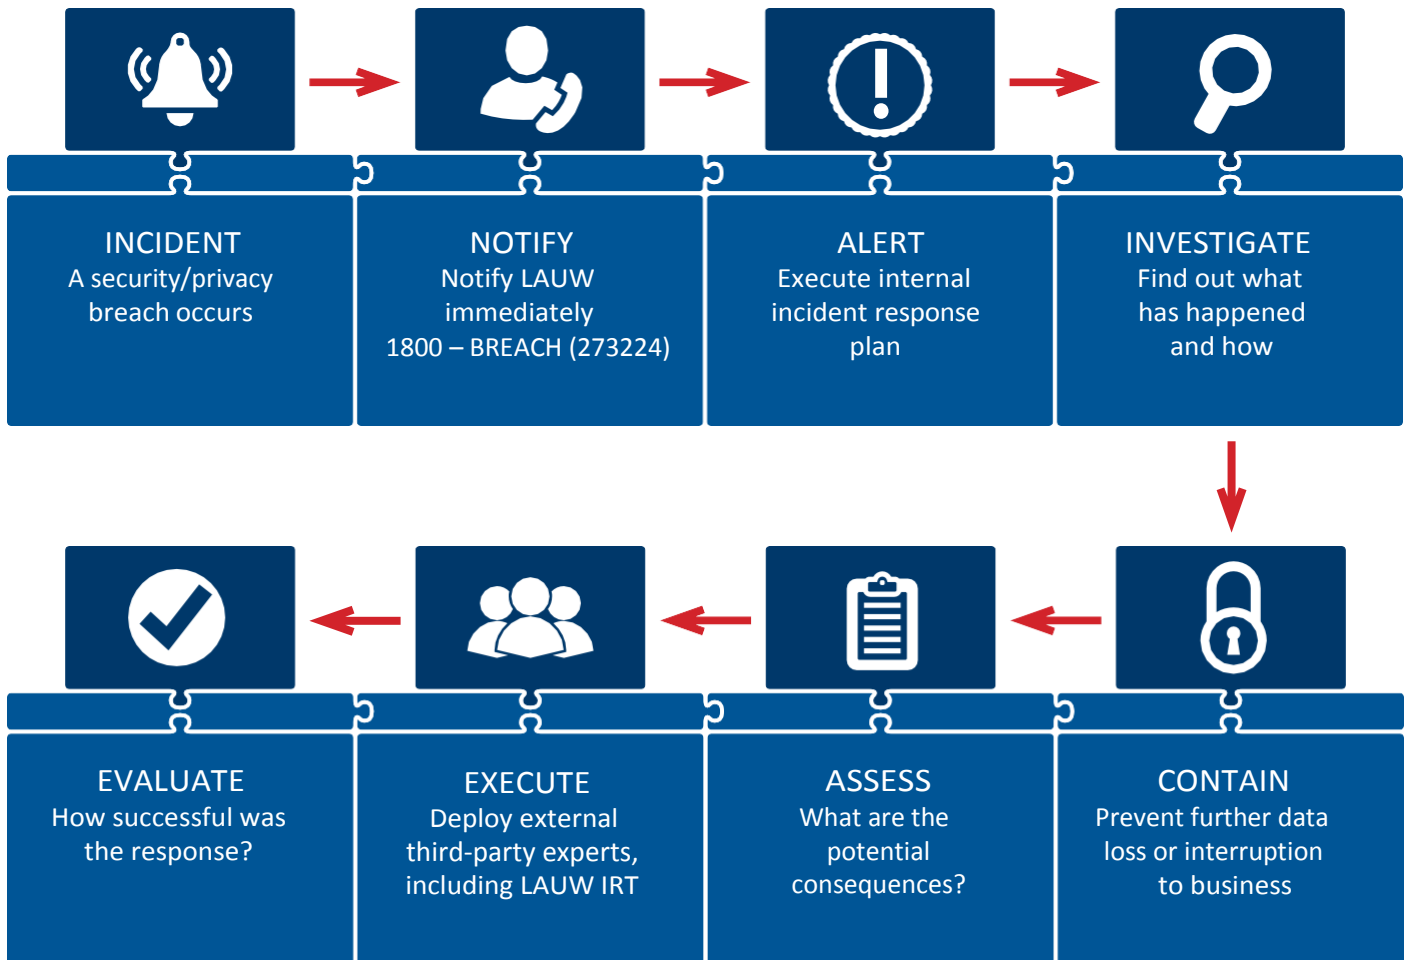 INCIDENT
A security/privacy
breach occurs
NOTIFY
Notify LAUW
immediately
1800 – BREACH (273224)
ALERT
Execute internal
incident response
plan
INVESTIGATE
Find out what
has happened
and how
EVALUATE
How successful was
the response?
EXECUTE
Deploy external
third-party experts,
including LAUW IRT
ASSESS
What are the
potential
consequences?
CONTAIN
Prevent further data
loss or interruption
to business